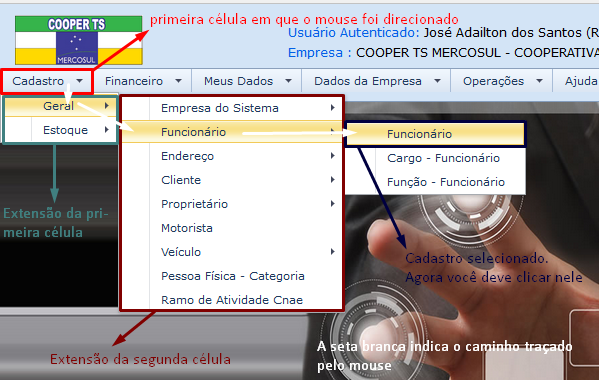 COOPER TS
MERCOSUL
primeira célula em que o mouse foi direcionado
Usuário Autenticado: José Adailton dos Santos (R
Empresa : COOPER TS MERCOSUL - COOPERATIVA
Cadastro Financeiro Meus Dados Dados da Empresa Operações Ajuda
Geral
Estoque
Empresa do Sistema
Funcionário
Endereço
Cliente
Proprietário
Motorista
Veículo
Pessoa Física - Categoria
Ramo de Atividade Cnae
Funcionário
Cargo - Funcionário
Função - Funcionário
Extensão da pri-
meira célula
Cadastro selecionado.
Agora você deve clicar nele
Extensão da segunda célula
A seta branca indica o caminho traçado
pelo mouse